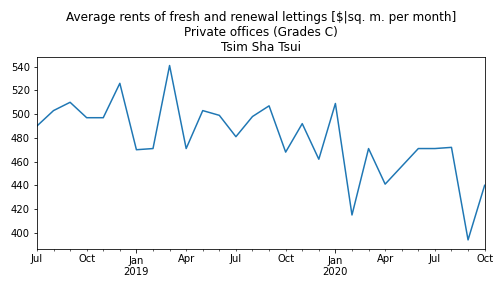 Average rents of fresh and renewal lettings [$|sq. m. per month]
Private offices (Grades C)
Tsim Sha Tsui
540
520
500
480
460
440
420
400
Jul Oct Jan Apr Jul Oct Jan Apr Jul Oct
2019 2020